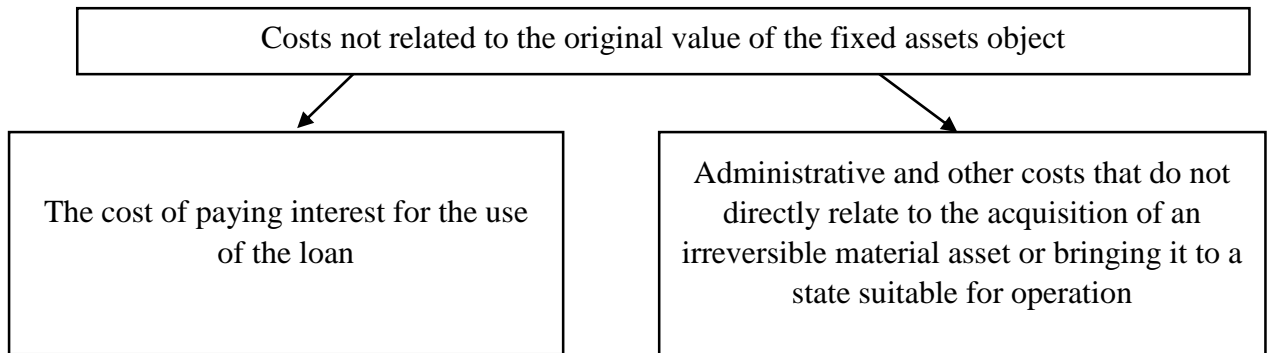 Costs not related to the original value of the fixed assets object
The cost of paying interest for the use
of the loan
Administrative and other costs that do not
directly relate to the acquisition of an
irreversible material asset or bringing it to a
state suitable for operation